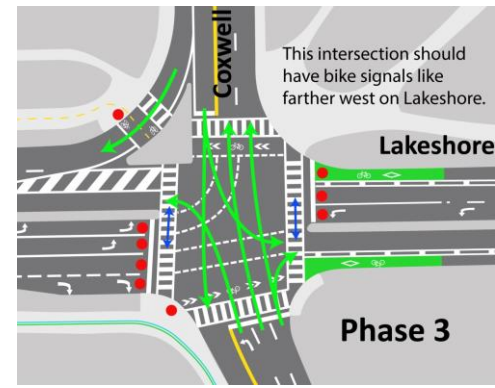 Coxwell
This intersection should
have bike signals like
farther west on Lakeshore.
Lakeshore
Phase 3